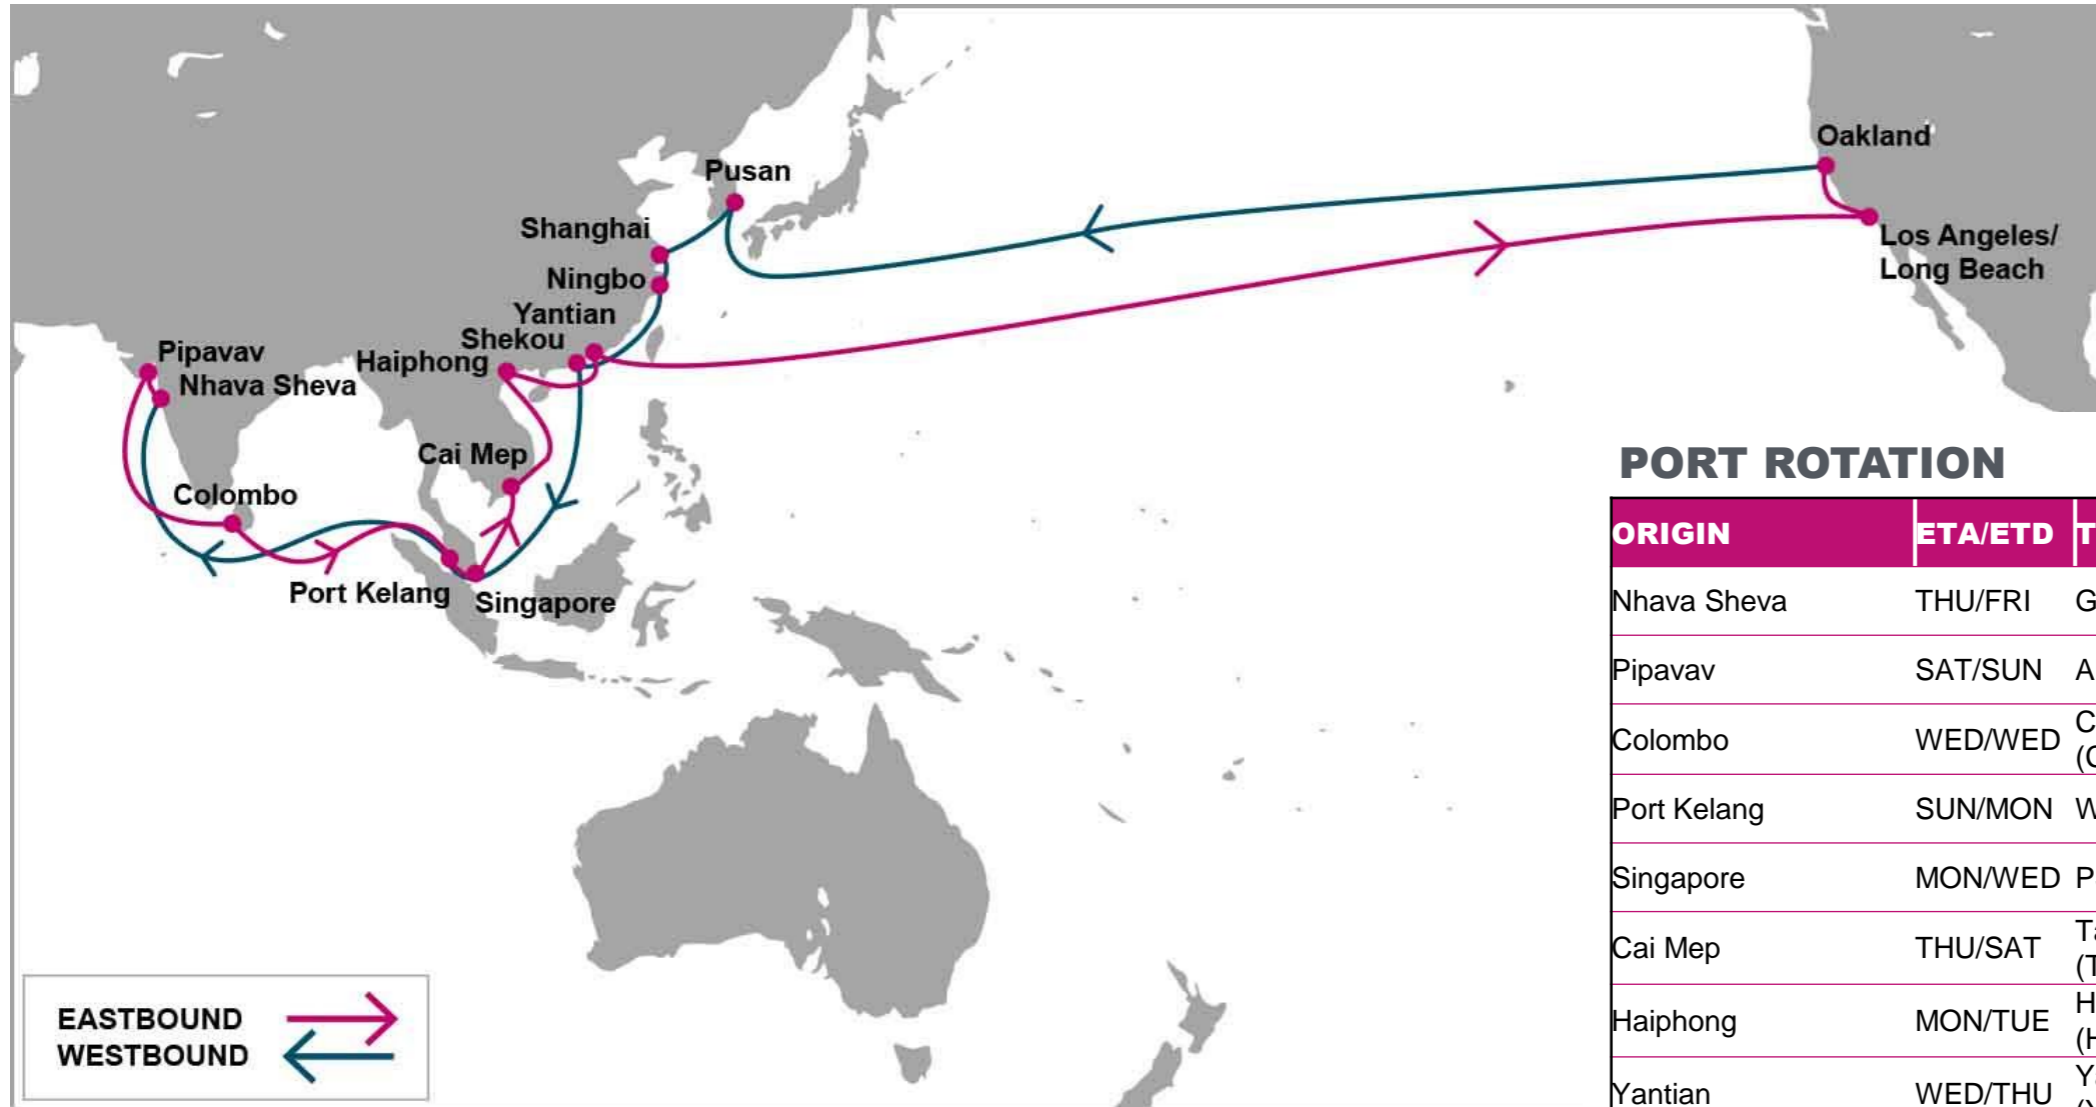 Oakland
Pusan
Shanghai
Los Angeles/
Long Beach
Ningbo
Yantian
Shekou
Haiphong
Pipavav
Nhava Sheva
Cai Mep
Colombo
Port Kelang
Singapore
EASTBOUND
WESTBOUND
PORT ROTATION
ORIGIN ETA/ETD
Nhava Sheva THU/FRI
Pipavav SAT/SUN
Colombo WED/WED
Port Kelang SUN/MON
Singapore MON/WED
Cai Mep THU/SAT
Haiphong MON/TUE
Yantian WED/THU